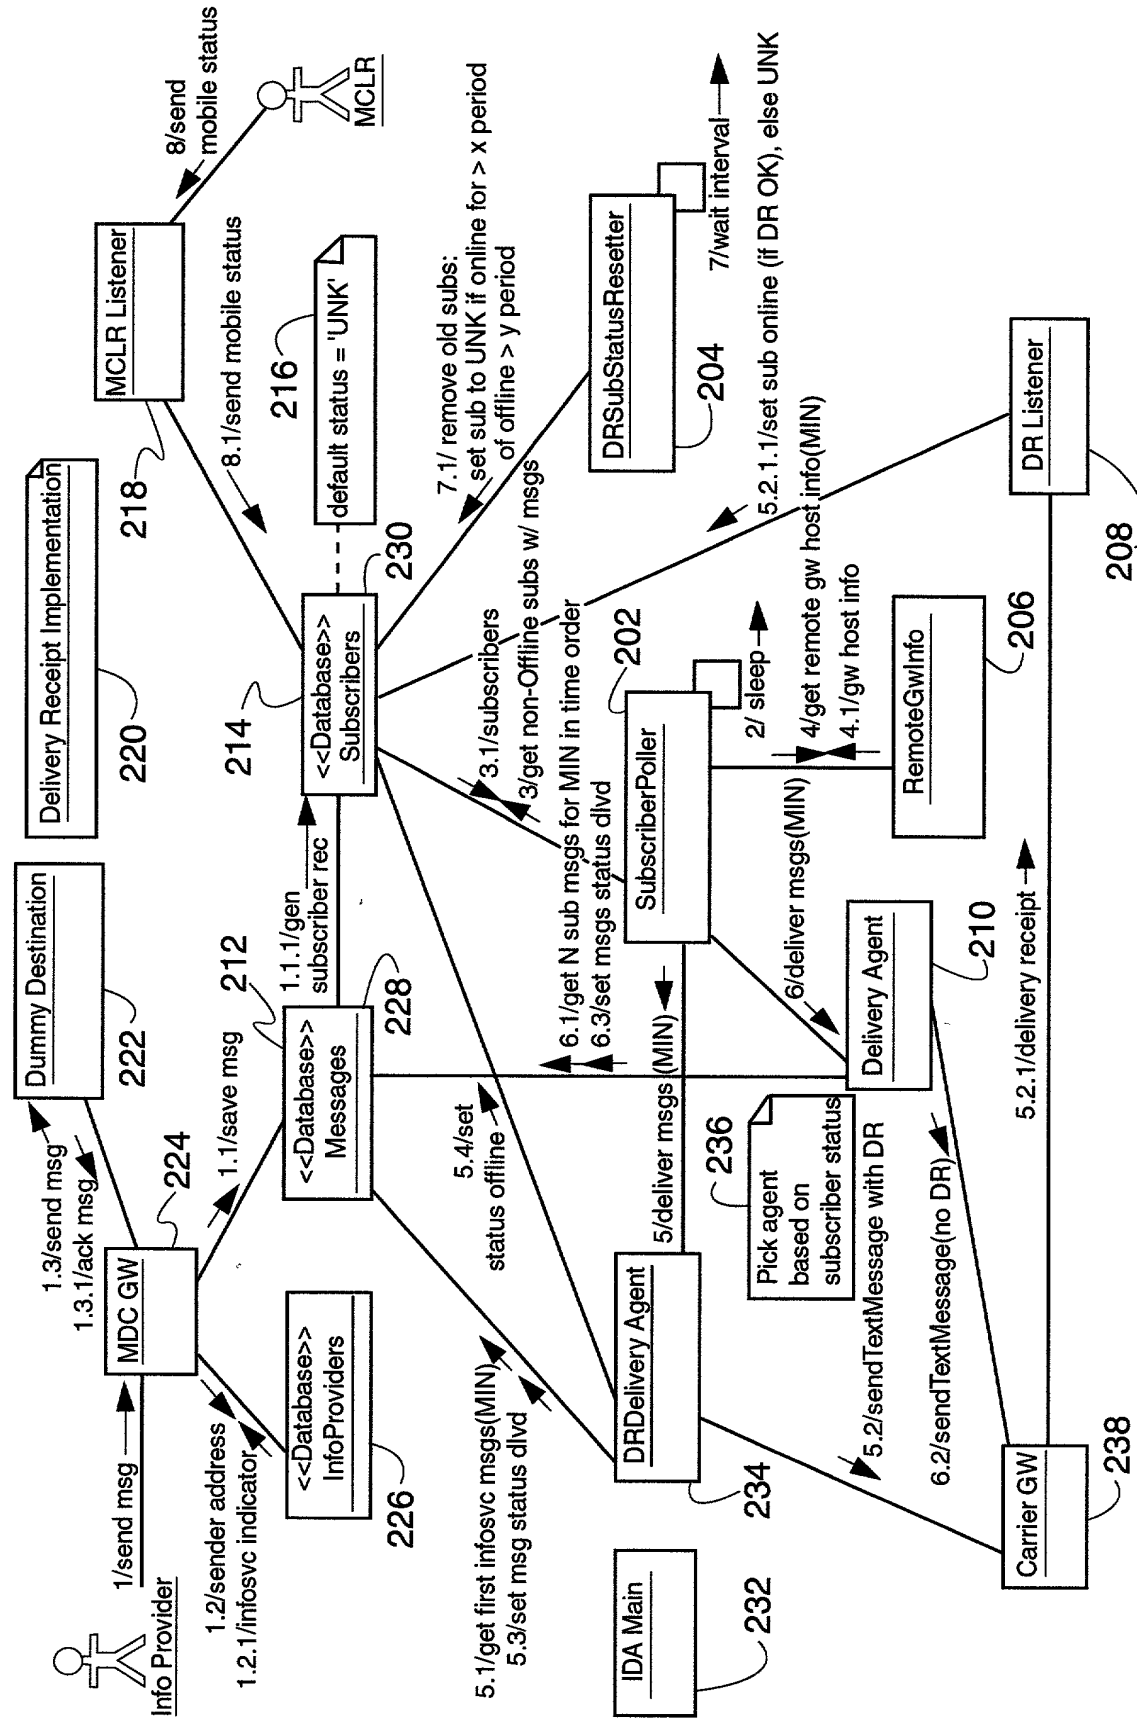 Info Provider
1/send msg
1.3/send msg
1.3.1/ack msg
MDC GW
224
Dummy Destination
222
Delivery Receipt Implementation
220
MCLR Listener
218
8/send
mobile status
MCLR
1.2/sender address
1.2.1/infosvc indicator
1.1/save msg
212
8.1/send mobile status
<<Database>>
InfoProviders
226
<<Database>>
Messages
228
1.1.1/gen
subscriber rec
214
<<Database>>
Subscribers
230
216
default status = 'UNK'
7.1/ remove old subs:
set sub to UNK if online for > x period
of offline > y period
5.1/get first infosvc msgs(MIN)
5.3/set msg status dlvd
5.4/set
status offline
3.1/subscribers
3/get non-Offline subs w/ msgs
6.1/get N sub msgs for MIN in time order
6.3/set msgs status dlvd
202
DRSubStatusResetter
204
7/wait interval
IDA Main
232
DRDelivery Agent
234
5/deliver msgs (MIN)
SubscriberPoller
2/ sleep
5.2.1.1/set sub online (if DR OK), else UNK
236
Pick agent
based on
subscriber status
6/deliver msgs(MIN)
4/get remote gw host info(MIN)
4.1/gw host info
5.2/sendTextMessage with DR
6.2/sendTextMessage(no DR)
Delivery Agent
210
RemoteGwInfo
206
Carrier GW
238
5.2.1/delivery receipt
DR Listener
208